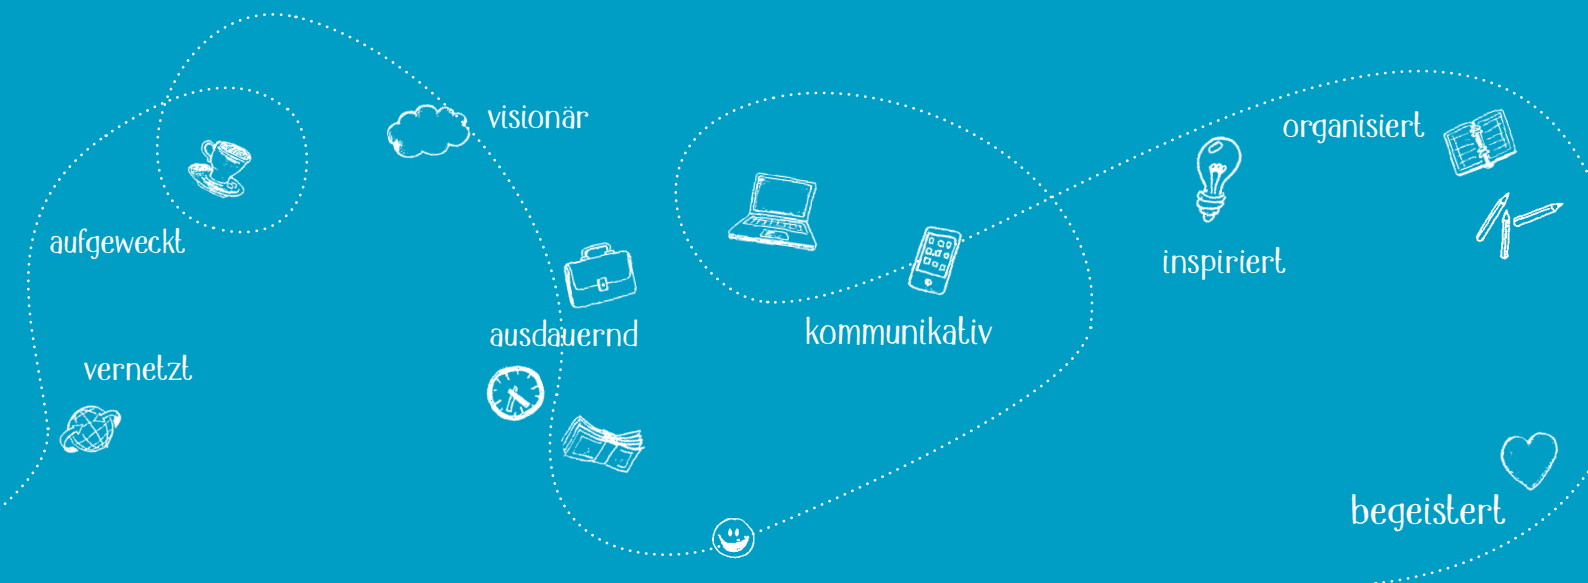 visionär
organisiert
aufgeweckt
inspiriert
ausdauernd
kommunikativ
vernetzt
begeistert